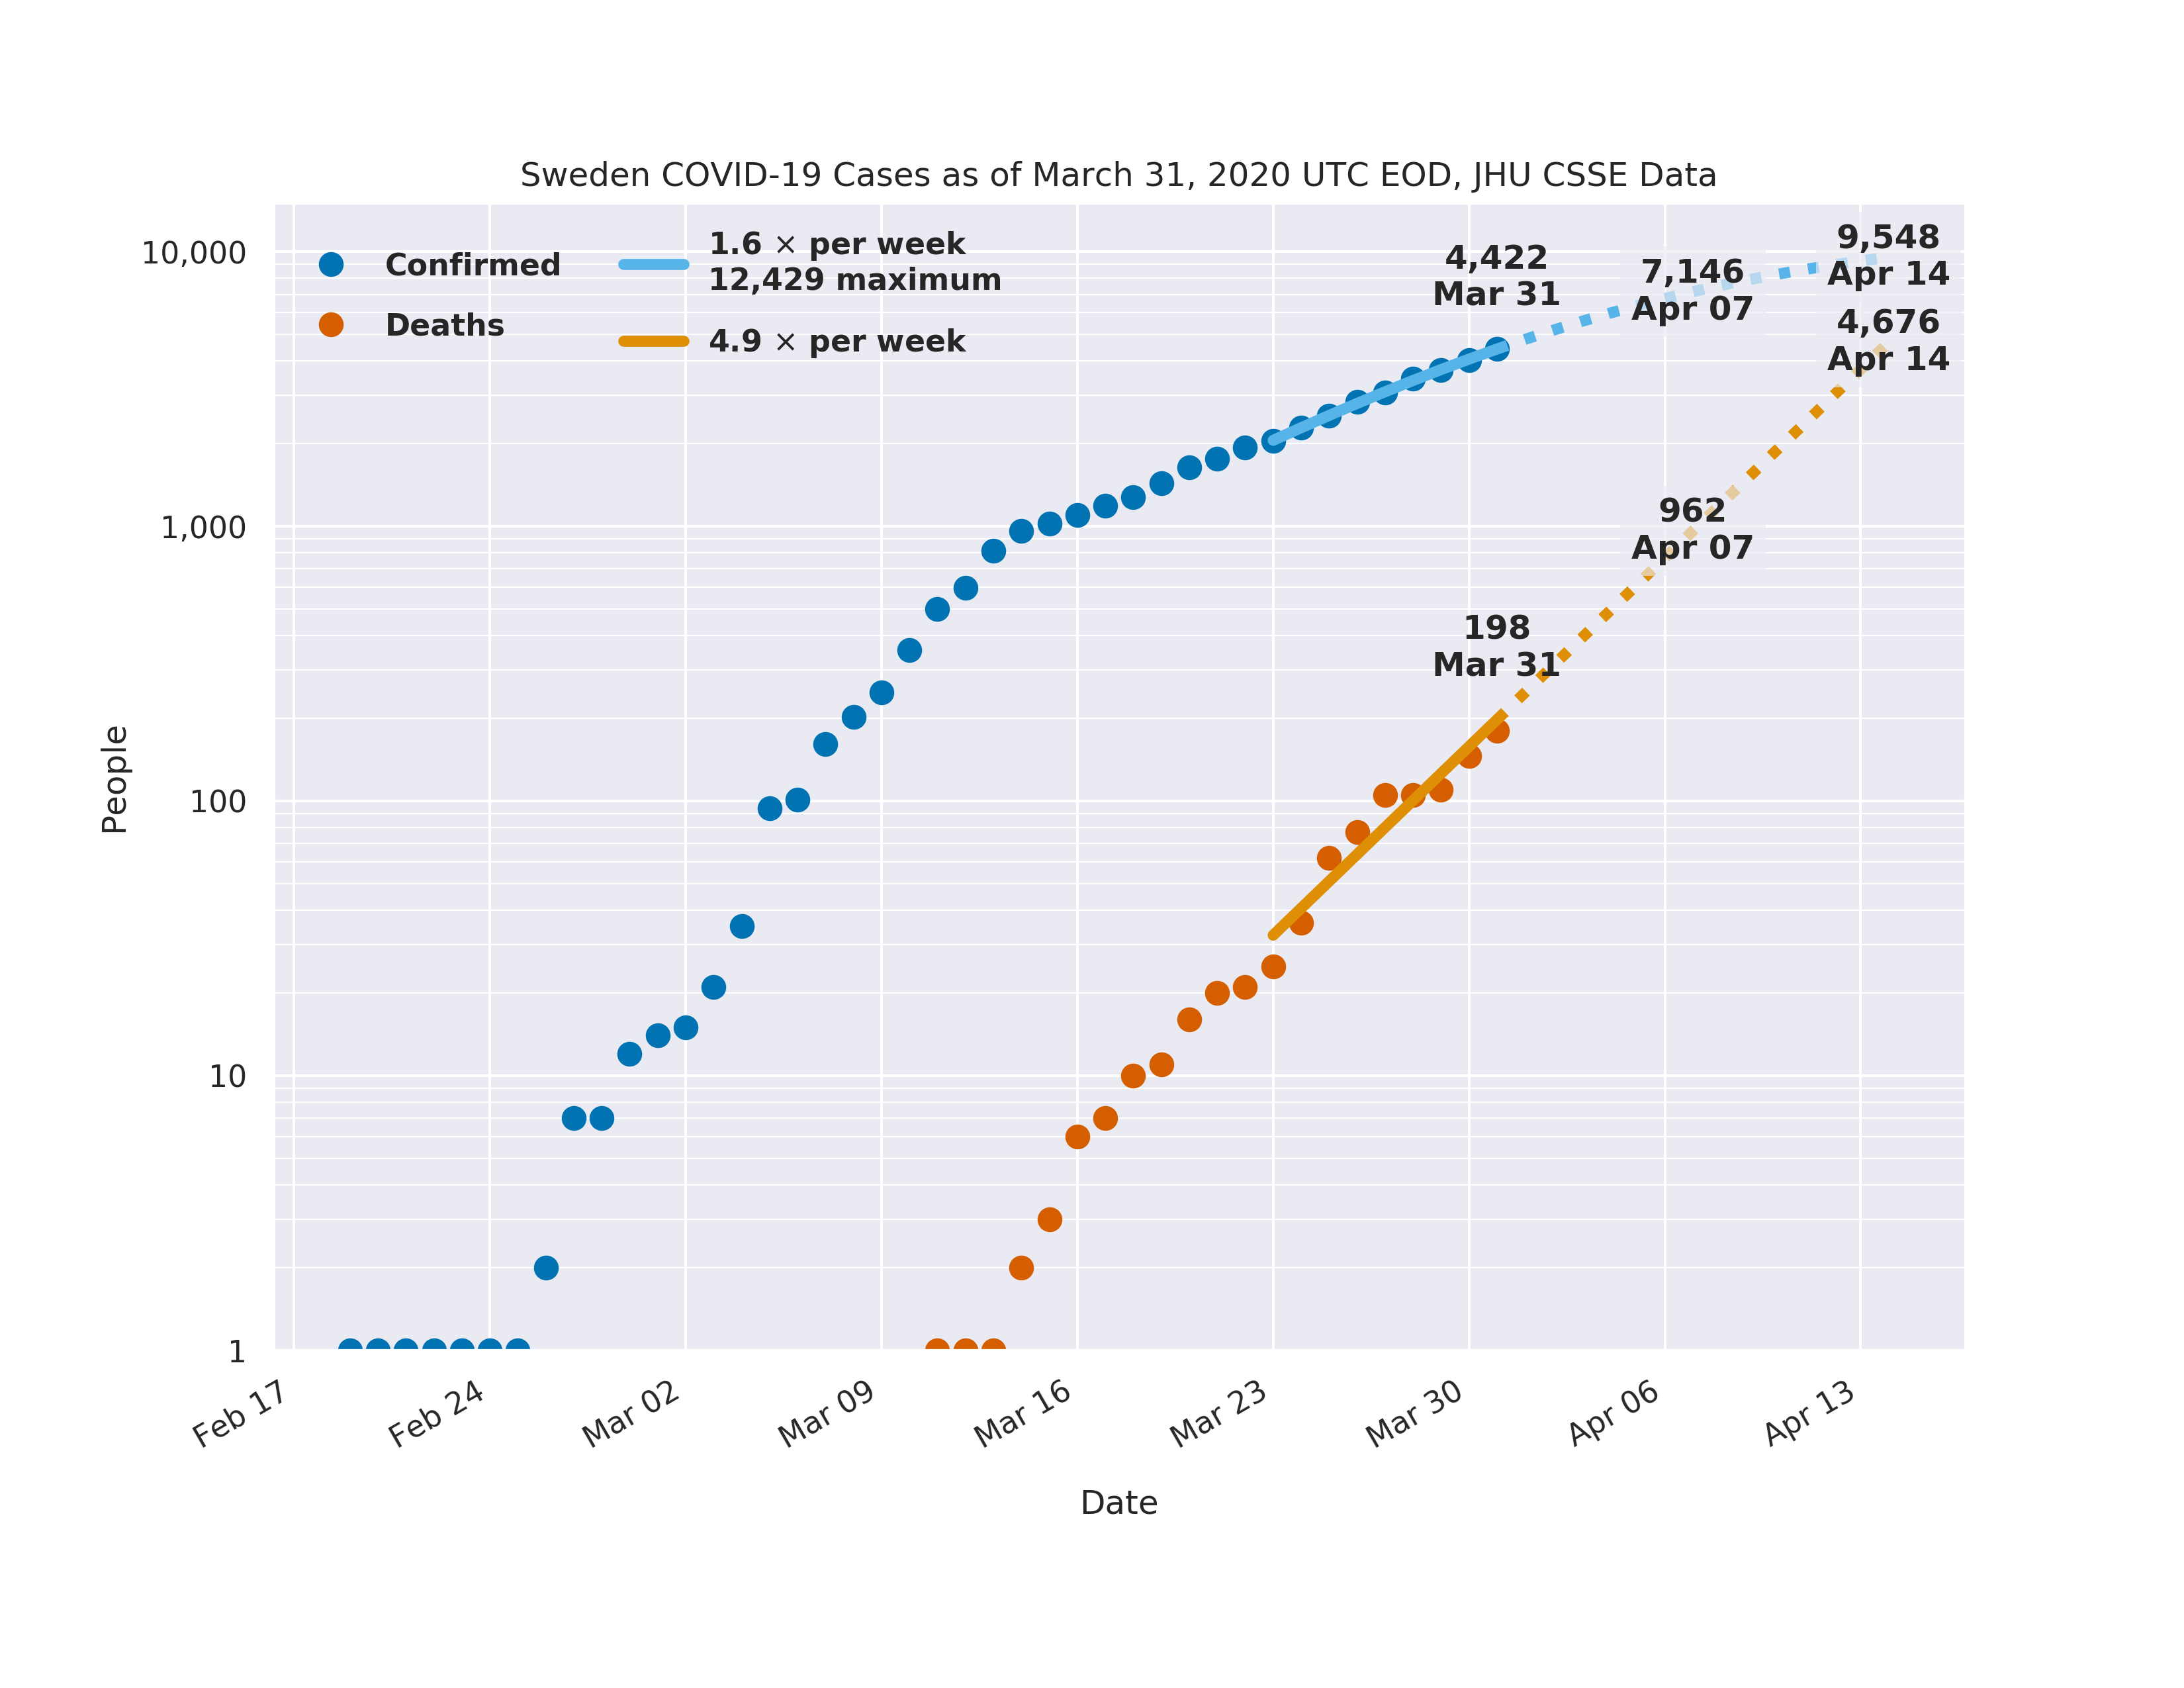 Sweden COVID-19 Cases as of March 31, 2020 UTC EOD, JHU CSSE Data
Confirmed
Deaths
1.6 × per week
12,429 maximum
4.9 × per week
4,422
Mar 31
7,146
Apr 07
9,548
Apr 14
4,676
Apr 14
962
Apr 07
198
Mar 31
10,000
1,000
100
10
1
People
Feb 17
Feb 24
Mar 02
Mar 09
Mar 16
Mar 23
Mar 30
Apr 06
Apr 13
Date